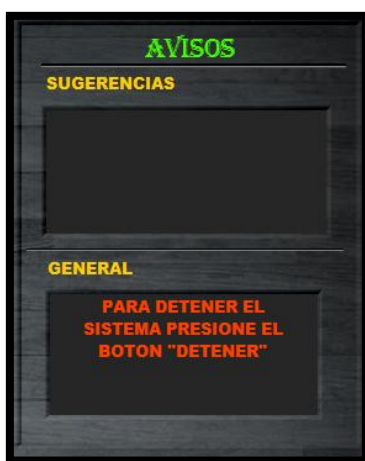 AVISOS
SUGERENCIAS
GENERAL
PARA DETENER EL
SISTEMA PRESIONE EL
BOTON "DETENER"